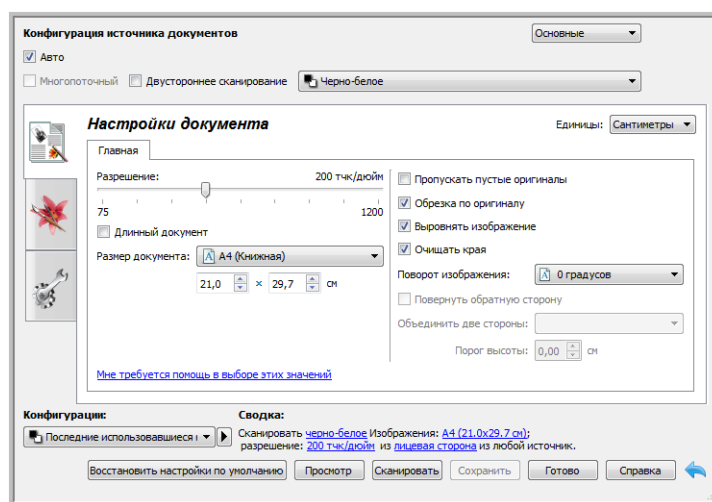 Конфигурация источника документов
Основные
Авто
Многопоточный Двустороннее сканирование Черно-белое
Настройки документа
Единицы: Сантиметры
Главная
Разрешение: 200 тчк/дюйм
75 1200
Длинный документ
Размер документа: A4 (Книжная)
21,0 × 29,7 см
Мне требуется помощь в выборе этих значений
Пропускать пустые оригиналы
Обрезка по оригиналу
Выровнять изображение
Очищать края
Поворот изображения: 0 градусов
Повернуть обратную сторону
Объединить две стороны:
Порог высоты: 0,00 см
Конфигурации: Сводка:
Последние использовавшиеся
Сканировать черно-белое Изображения: A4 (21.0x29.7 см);
разрешение: 200 тчк/дюйм из лицевая сторона из любой источник.
Восстановить настройки по умолчанию Просмотр Сканировать Сохранить Готово Справка